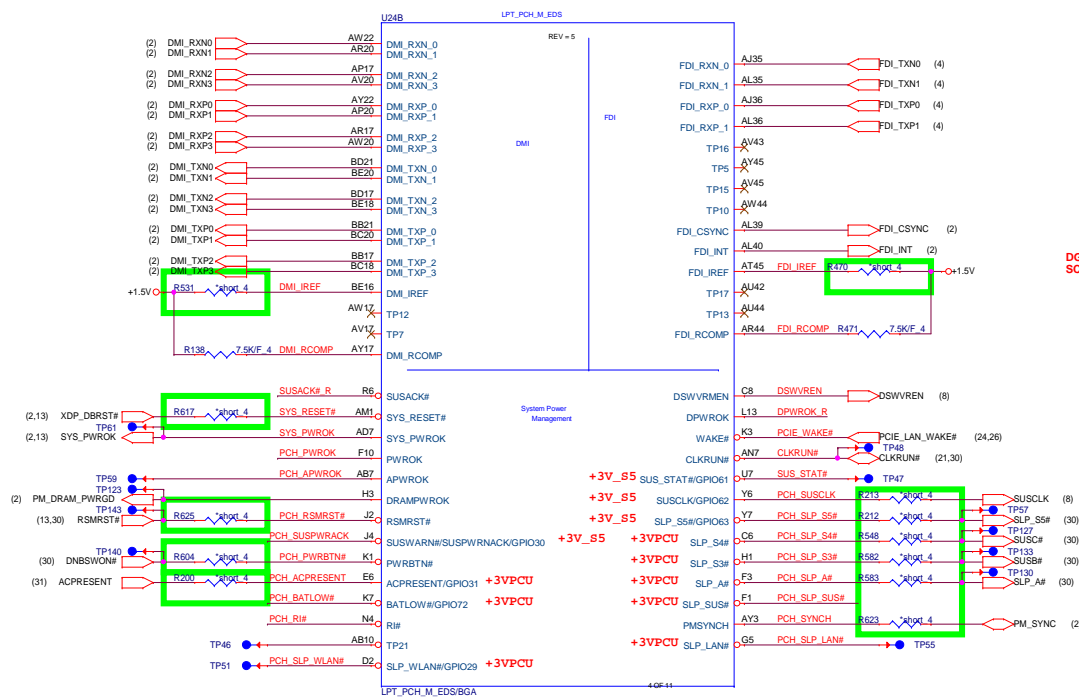 U24B
LPT_PCH_M_EDS
REV = 5
DMI
FDI
(2) DMI_RXN0 AW22 DMI_RXN_0
(2) DMI_RXN1 AR20 DMI_RXN_1
(2) DMI_RXN2 AP17 DMI_RXN_2
(2) DMI_RXN3 AV20 DMI_RXN_3
(2) DMI_RXP0 AY22 DMI_RXP_0
(2) DMI_RXP1 AP20 DMI_RXP_1
(2) DMI_RXP2 AR17 DMI_RXP_2
(2) DMI_RXP3 AW20 DMI_RXP_3
(2) DMI_TXN0 BD21 DMI_TXN_0
(2) DMI_TXN1 BE20 DMI_TXN_1
(2) DMI_TXN2 BD17 DMI_TXN_2
(2) DMI_TXN3 BE18 DMI_TXN_3
(2) DMI_TXP0 BB21 DMI_TXP_0
(2) DMI_TXP1 BC20 DMI_TXP_1
(2) DMI_TXP2 BB17 DMI_TXP_2
(2) DMI_TXP3 BC18 DMI_TXP_3
+1.5V R531 *short_4 DMI_IREF BE16 DMI_IREF
AW17 TP12
AV17 TP7
R138 7.5K/F_4 DMI_RCOMP AY17 DMI_RCOMP
FDI_RXN_0 AJ35 FDI_TXN0 (4)
FDI_RXN_1 AL35 FDI_TXN1 (4)
FDI_RXP_0 AJ36 FDI_TXP0 (4)
FDI_RXP_1 AL36 FDI_TXP1 (4)
TP16 AV43
TP5 AY45
TP15 AV45
TP10 AW44
FDI_CSYNC AL39 FDI_CSYNC (2)
FDI_INT AL40 FDI_INT (2)
FDI_IREF AT45 FDI_IREF R470 *short_4 +1.5V
TP17 AU42
TP13 AU44
FDI_RCOMP AR44 FDI_RCOMP R471 7.5K/F_4
DG
SC
System Power
Management
SUSACK#_R R6 SUSACK#
(2,13) XDP_DBRST# R617 *short_4 SYS_RESET# AM1 SYS_RESET#
TP61
(2,13) SYS_PWROK SYS_PWROK AD7 SYS_PWROK
PCH_PWROK F10 PWROK
TP59 PCH_APWROK AB7 APWROK
TP123
(2) PM_DRAM_PWRGD H3 DRAMPWROK
TP143
(13,30) RSMRST# R625 *short_4 PCH_RSMRST# J2 RSMRST#
PCH_SUSPWRACK J4 SUSWARN#/SUSPWRNACK/GPIO30 +3V_S5
TP140
(30) DNBSWON# R604 *short_4 PCH_PWRBTN# K1 PWRBTN#
(31) ACPRESENT R200 *short_4 PCH_ACPRESENT E6 ACPRESENT/GPIO31 +3VPCU
PCH_BATLOW# K7 BATLOW#/GPIO72 +3VPCU
PCH_RI# N4 RI#
TP46 AB10 TP21
TP51 PCH_SLP_WLAN# D2 SLP_WLAN#/GPIO29 +3VPCU
DSWVRMEN C8 DSWVREN DSWVREN (8)
DPWROK L13 DPWROK_R
WAKE# K3 PCIE_WAKE# PCIE_LAN_WAKE# (24,26)
TP48
CLKRUN# AN7 CLKRUN# CLKRUN# (21,30)
+3V_S5 SUS_STAT#/GPIO61 U7 SUS_STAT# TP47
+3V_S5 SUSCLK/GPIO62 Y6 PCH_SUSCLK R213 *short_4 SUSCLK (8)
TP57
+3V_S5 SLP_S5#/GPIO63 Y7 PCH_SLP_S5# R212 *short_4 SLP_S5# (30)
TP127
+3VPCU SLP_S4# C6 PCH_SLP_S4# R548 *short_4 SUSC# (30)
TP133
+3VPCU SLP_S3# H1 PCH_SLP_S3# R582 *short_4 SUSB# (30)
TP130
+3VPCU SLP_A# F3 PCH_SLP_A# R583 *short_4 SLP_A# (30)
+3VPCU SLP_SUS# F1 PCH_SLP_SUS#
PMSYNCH AY3 PCH_SYNCH R623 *short_4 PM_SYNC (2
+3VPCU SLP_LAN# G5 PCH_SLP_LAN# TP55
4 OF 11
LPT_PCH_M_EDS/BGA